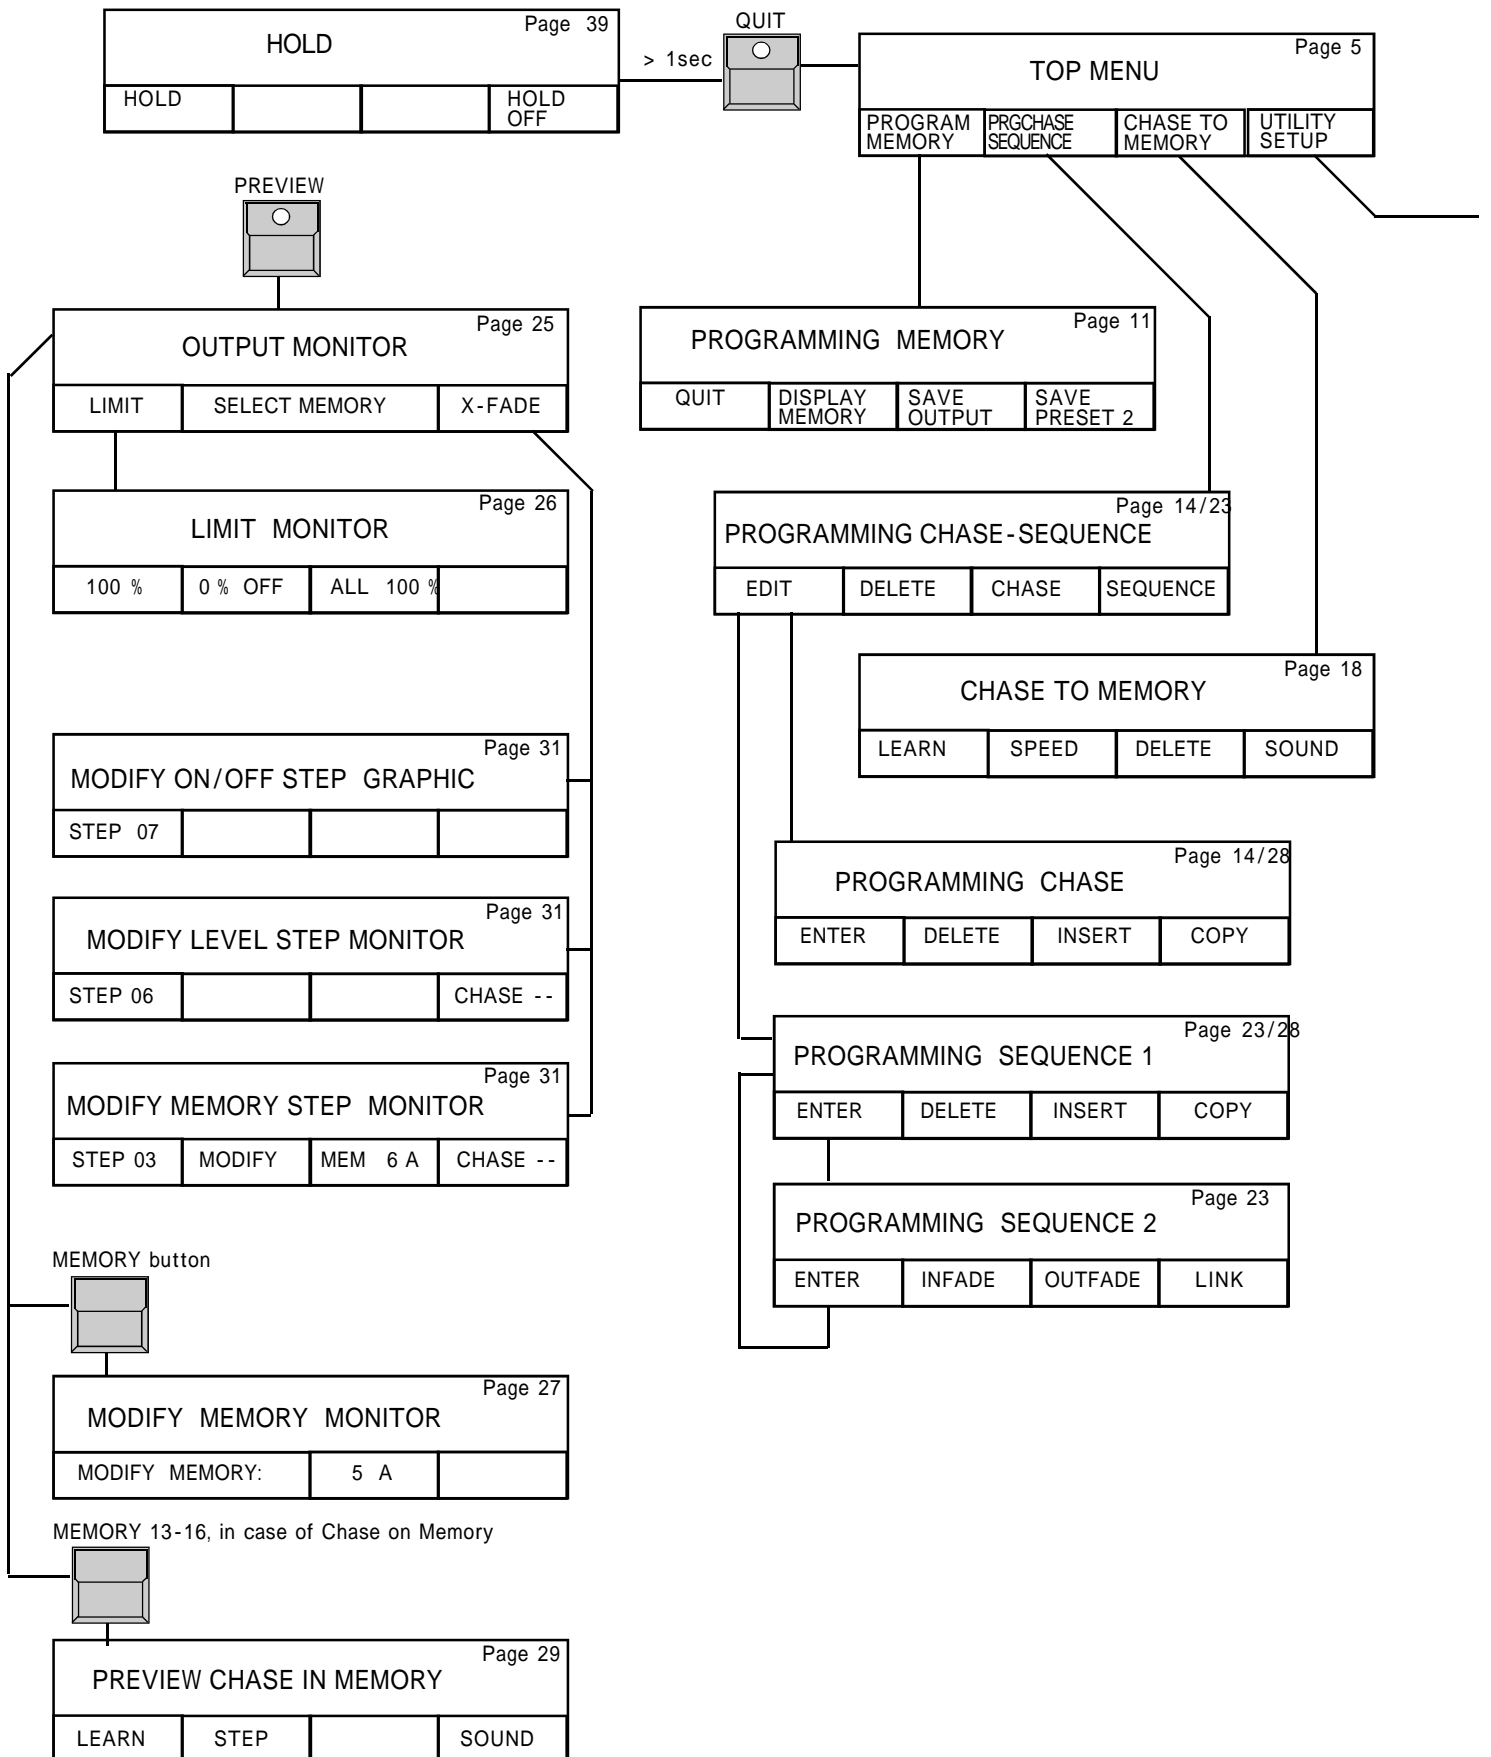 Page 39
HOLD
HOLD
HOLD
OFF
> 1sec
QUIT
Page 5
TOP MENU
PROGRAM
MEMORY
PRGCHASE
SEQUENCE
CHASE TO
MEMORY
UTILITY
SETUP
PREVIEW
Page 25
OUTPUT MONITOR
LIMIT
SELECT MEMORY
X-FADE
Page 11
PROGRAMMING MEMORY
QUIT
DISPLAY
MEMORY
SAVE
OUTPUT
SAVE
PRESET 2
Page 26
LIMIT MONITOR
100 %
0 % OFF
ALL 100 %
Page 14/23
PROGRAMMING CHASE-SEQUENCE
EDIT
DELETE
CHASE
SEQUENCE
Page 18
CHASE TO MEMORY
LEARN
SPEED
DELETE
SOUND
Page 31
MODIFY ON/OFF STEP GRAPHIC
STEP 07
Page 14/28
PROGRAMMING CHASE
ENTER
DELETE
INSERT
COPY
Page 31
MODIFY LEVEL STEP MONITOR
STEP 06
CHASE --
Page 23/28
PROGRAMMING SEQUENCE 1
ENTER
DELETE
INSERT
COPY
Page 31
MODIFY MEMORY STEP MONITOR
STEP 03
MODIFY
MEM 6 A
CHASE --
Page 23
PROGRAMMING SEQUENCE 2
ENTER
INFADE
OUTFADE
LINK
MEMORY button
Page 27
MODIFY MEMORY MONITOR
MODIFY MEMORY:
5 A
MEMORY 13-16, in case of Chase on Memory
Page 29
PREVIEW CHASE IN MEMORY
LEARN
STEP
SOUND